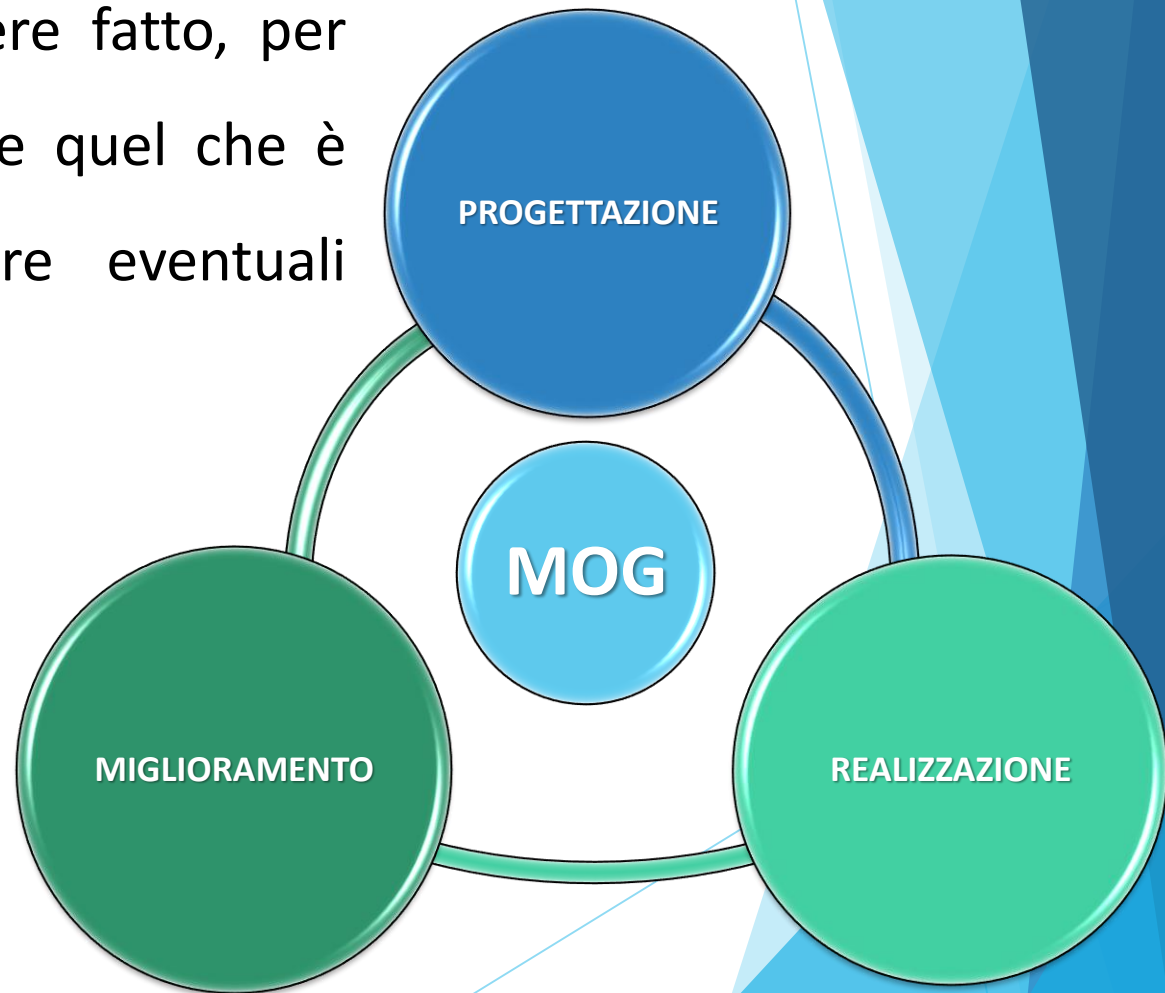 ere fatto, per
e quel che è
re eventuali
PROGETTAZIONE
MOG
MIGLIORAMENTO
REALIZZAZIONE